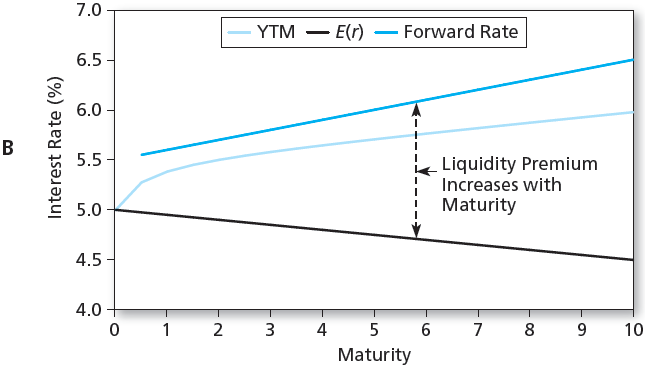 7.0
YTM E(r) Forward Rate
6.5
6.0
B
Interest Rate (%)
5.5
Liquidity Premium
Increases with
Maturity
5.0
4.5
4.0
0 1 2 3 4 5 6 7 8 9 10
Maturity